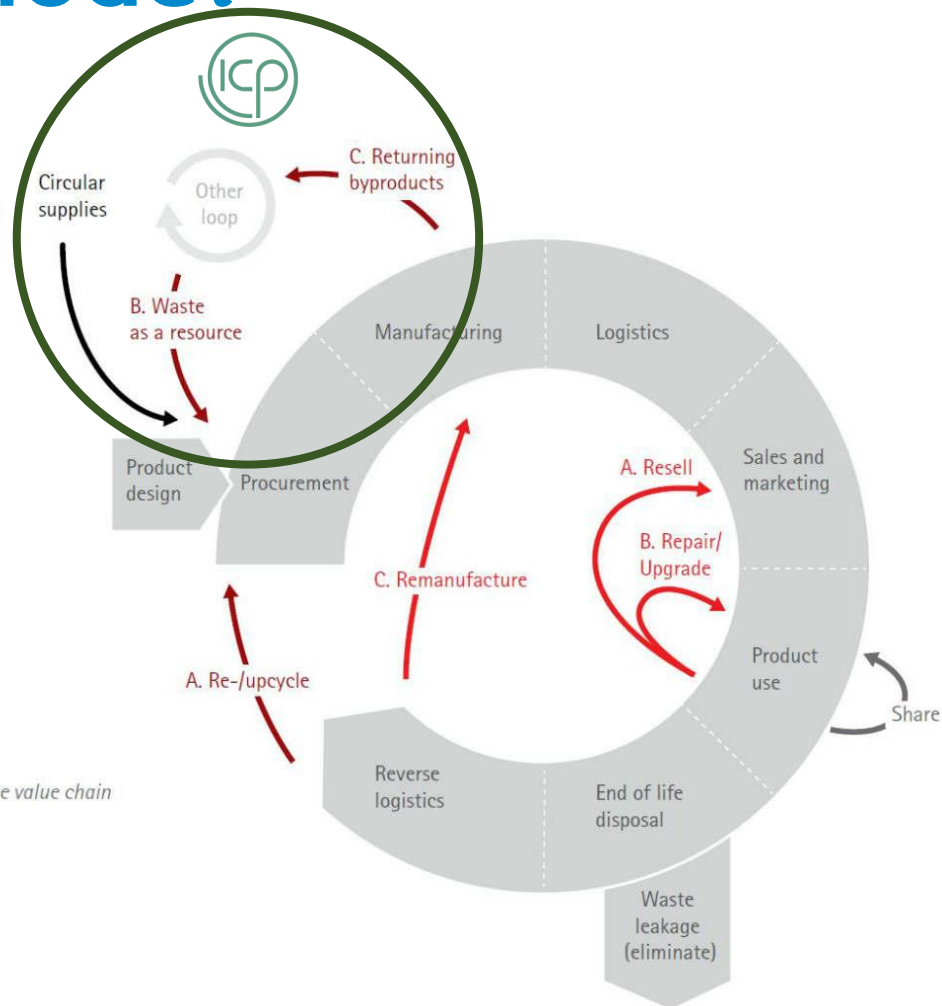 ICP
C. Returning
byproducts
Circular
supplies
Other
loop
B. Waste
as a resource
Manufacturing
Logistics
Product
design
Procurement
A. Resell
Sales and
marketing
B. Repair/
Upgrade
C. Remanufacture
Product
use
A. Re-/upcycle
Share
Reverse
logistics
e value chain
End of life
disposal
Waste
leakage
(eliminate)